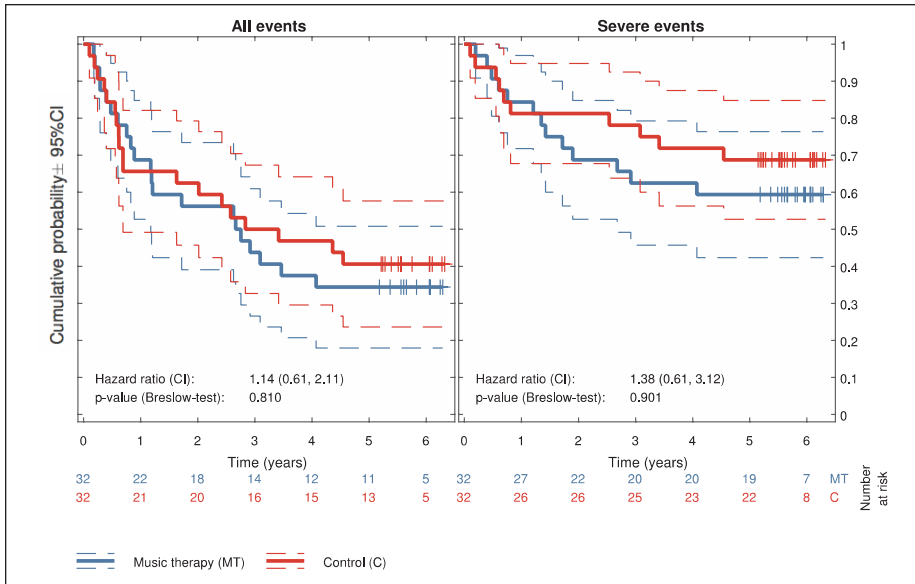 All events
Severe events
Cumulative probability± 95%CI
1
0.9
0.8
0.7
0.6
0.5
0.4
0.3
0.2
0.1
0
Hazard ratio (CI): 1.14 (0.61, 2.11)
p-value (Breslow-test): 0.810
Hazard ratio (CI): 1.38 (0.61, 3.12)
p-value (Breslow-test): 0.901
0 1 2 3 4 5 6
0 1 2 3 4 5 6
Time (years)
Time (years)
32 22 18 14 12 11 5
32 27 22 20 20 19 7 MT
32 21 20 16 15 13 5
32 26 26 25 23 22 8 C
Number
at risk
Music therapy (MT)
Control (C)